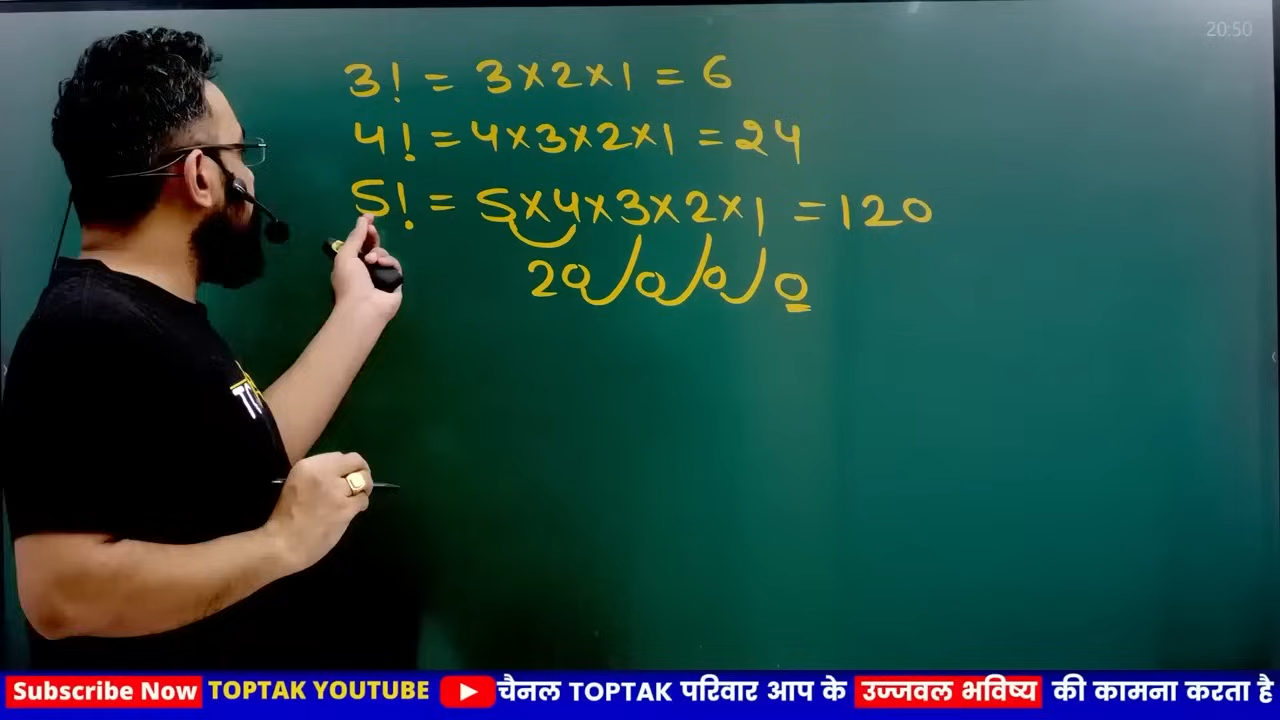 20:50
3! = 3×2×1 = 6
4! = 4×3×2×1 = 24
5! = 5×4×3×2×1 = 120
20 0 0 0
Subscribe Now TOPTAK YOUTUBE चैनल TOPTAK परिवार आप के उज्जवल भविष्य की कामना करता है